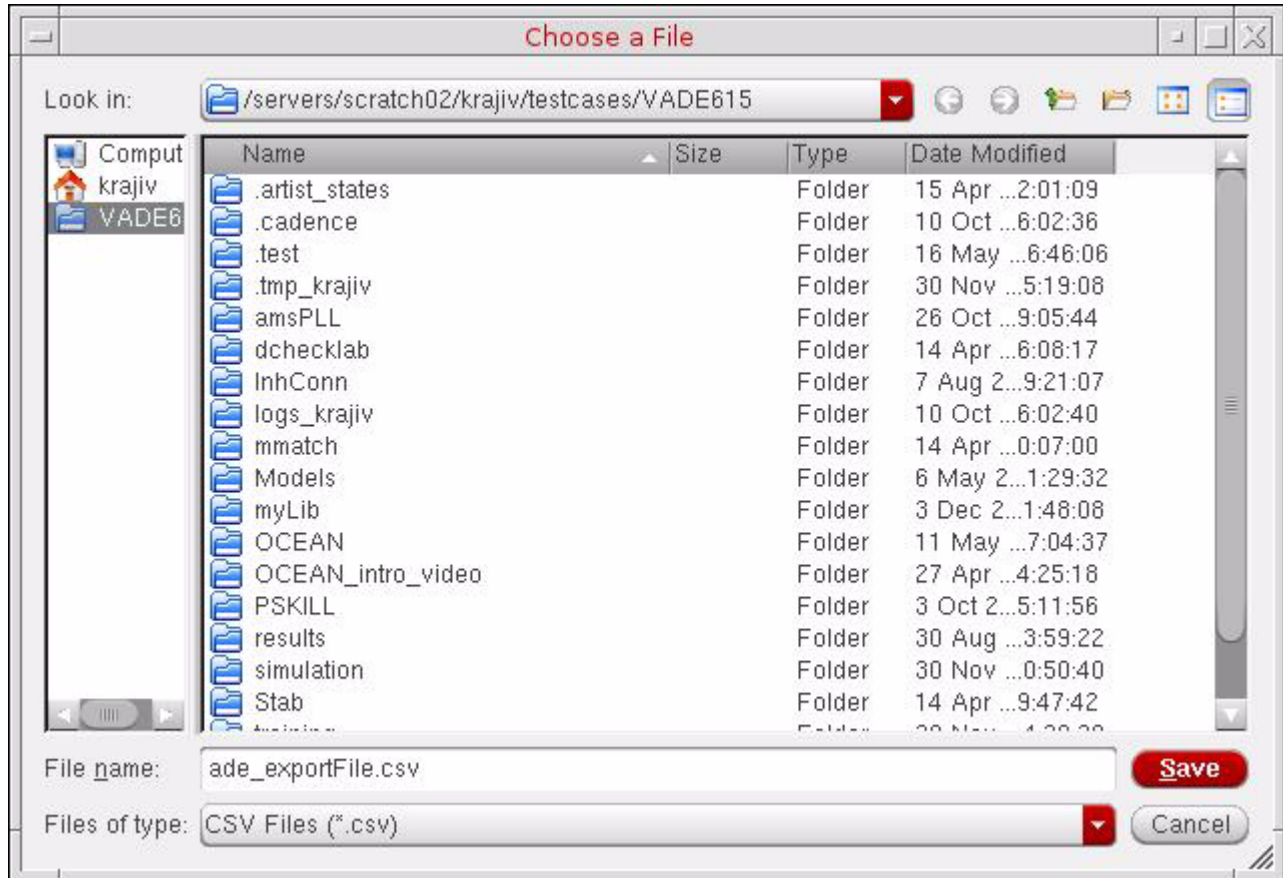 Choose a File
Look in: /servers/scratch02/krajiv/testcases/VADE615
Comput
krajiv
VADE6
Name Size Type Date Modified
.artist_states Folder 15 Apr ...2:01:09
.cadence Folder 10 Oct ...6:02:36
.test Folder 16 May ...6:46:06
.tmp_krajiv Folder 30 Nov ...5:19:08
amsPLL Folder 26 Oct ...9:05:44
dchecklab Folder 14 Apr ...6:08:17
InhConn Folder 7 Aug 2...9:21:07
logs_krajiv Folder 10 Oct ...6:02:40
mmatch Folder 14 Apr ...0:07:00
Models Folder 6 May 2...1:29:32
myLib Folder 3 Dec 2...1:48:08
OCEAN Folder 11 May ...7:04:37
OCEAN_intro_video Folder 27 Apr ...4:25:18
PSKILL Folder 3 Oct 2...5:11:56
results Folder 30 Aug ...3:59:22
simulation Folder 30 Nov ...0:50:40
Stab Folder 14 Apr ...9:47:42
File name: ade_exportFile.csv Save
Files of type: CSV Files (*.csv) Cancel